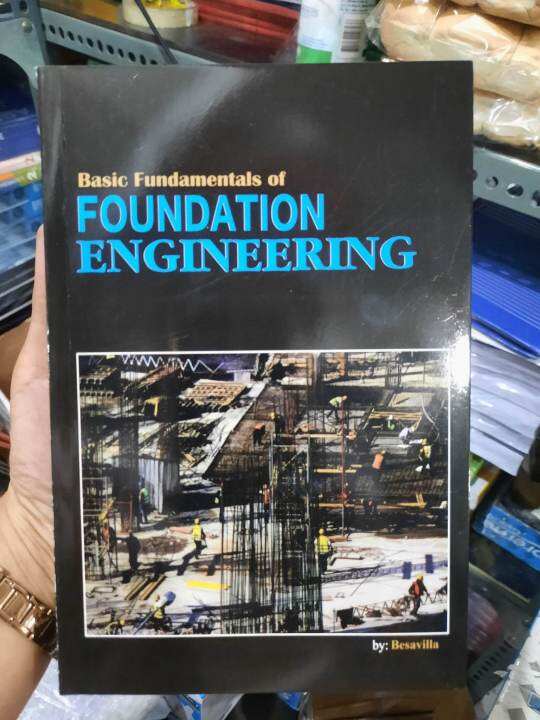 Basic Fundamentals of
FOUNDATION
ENGINEERING
by: Besavilla